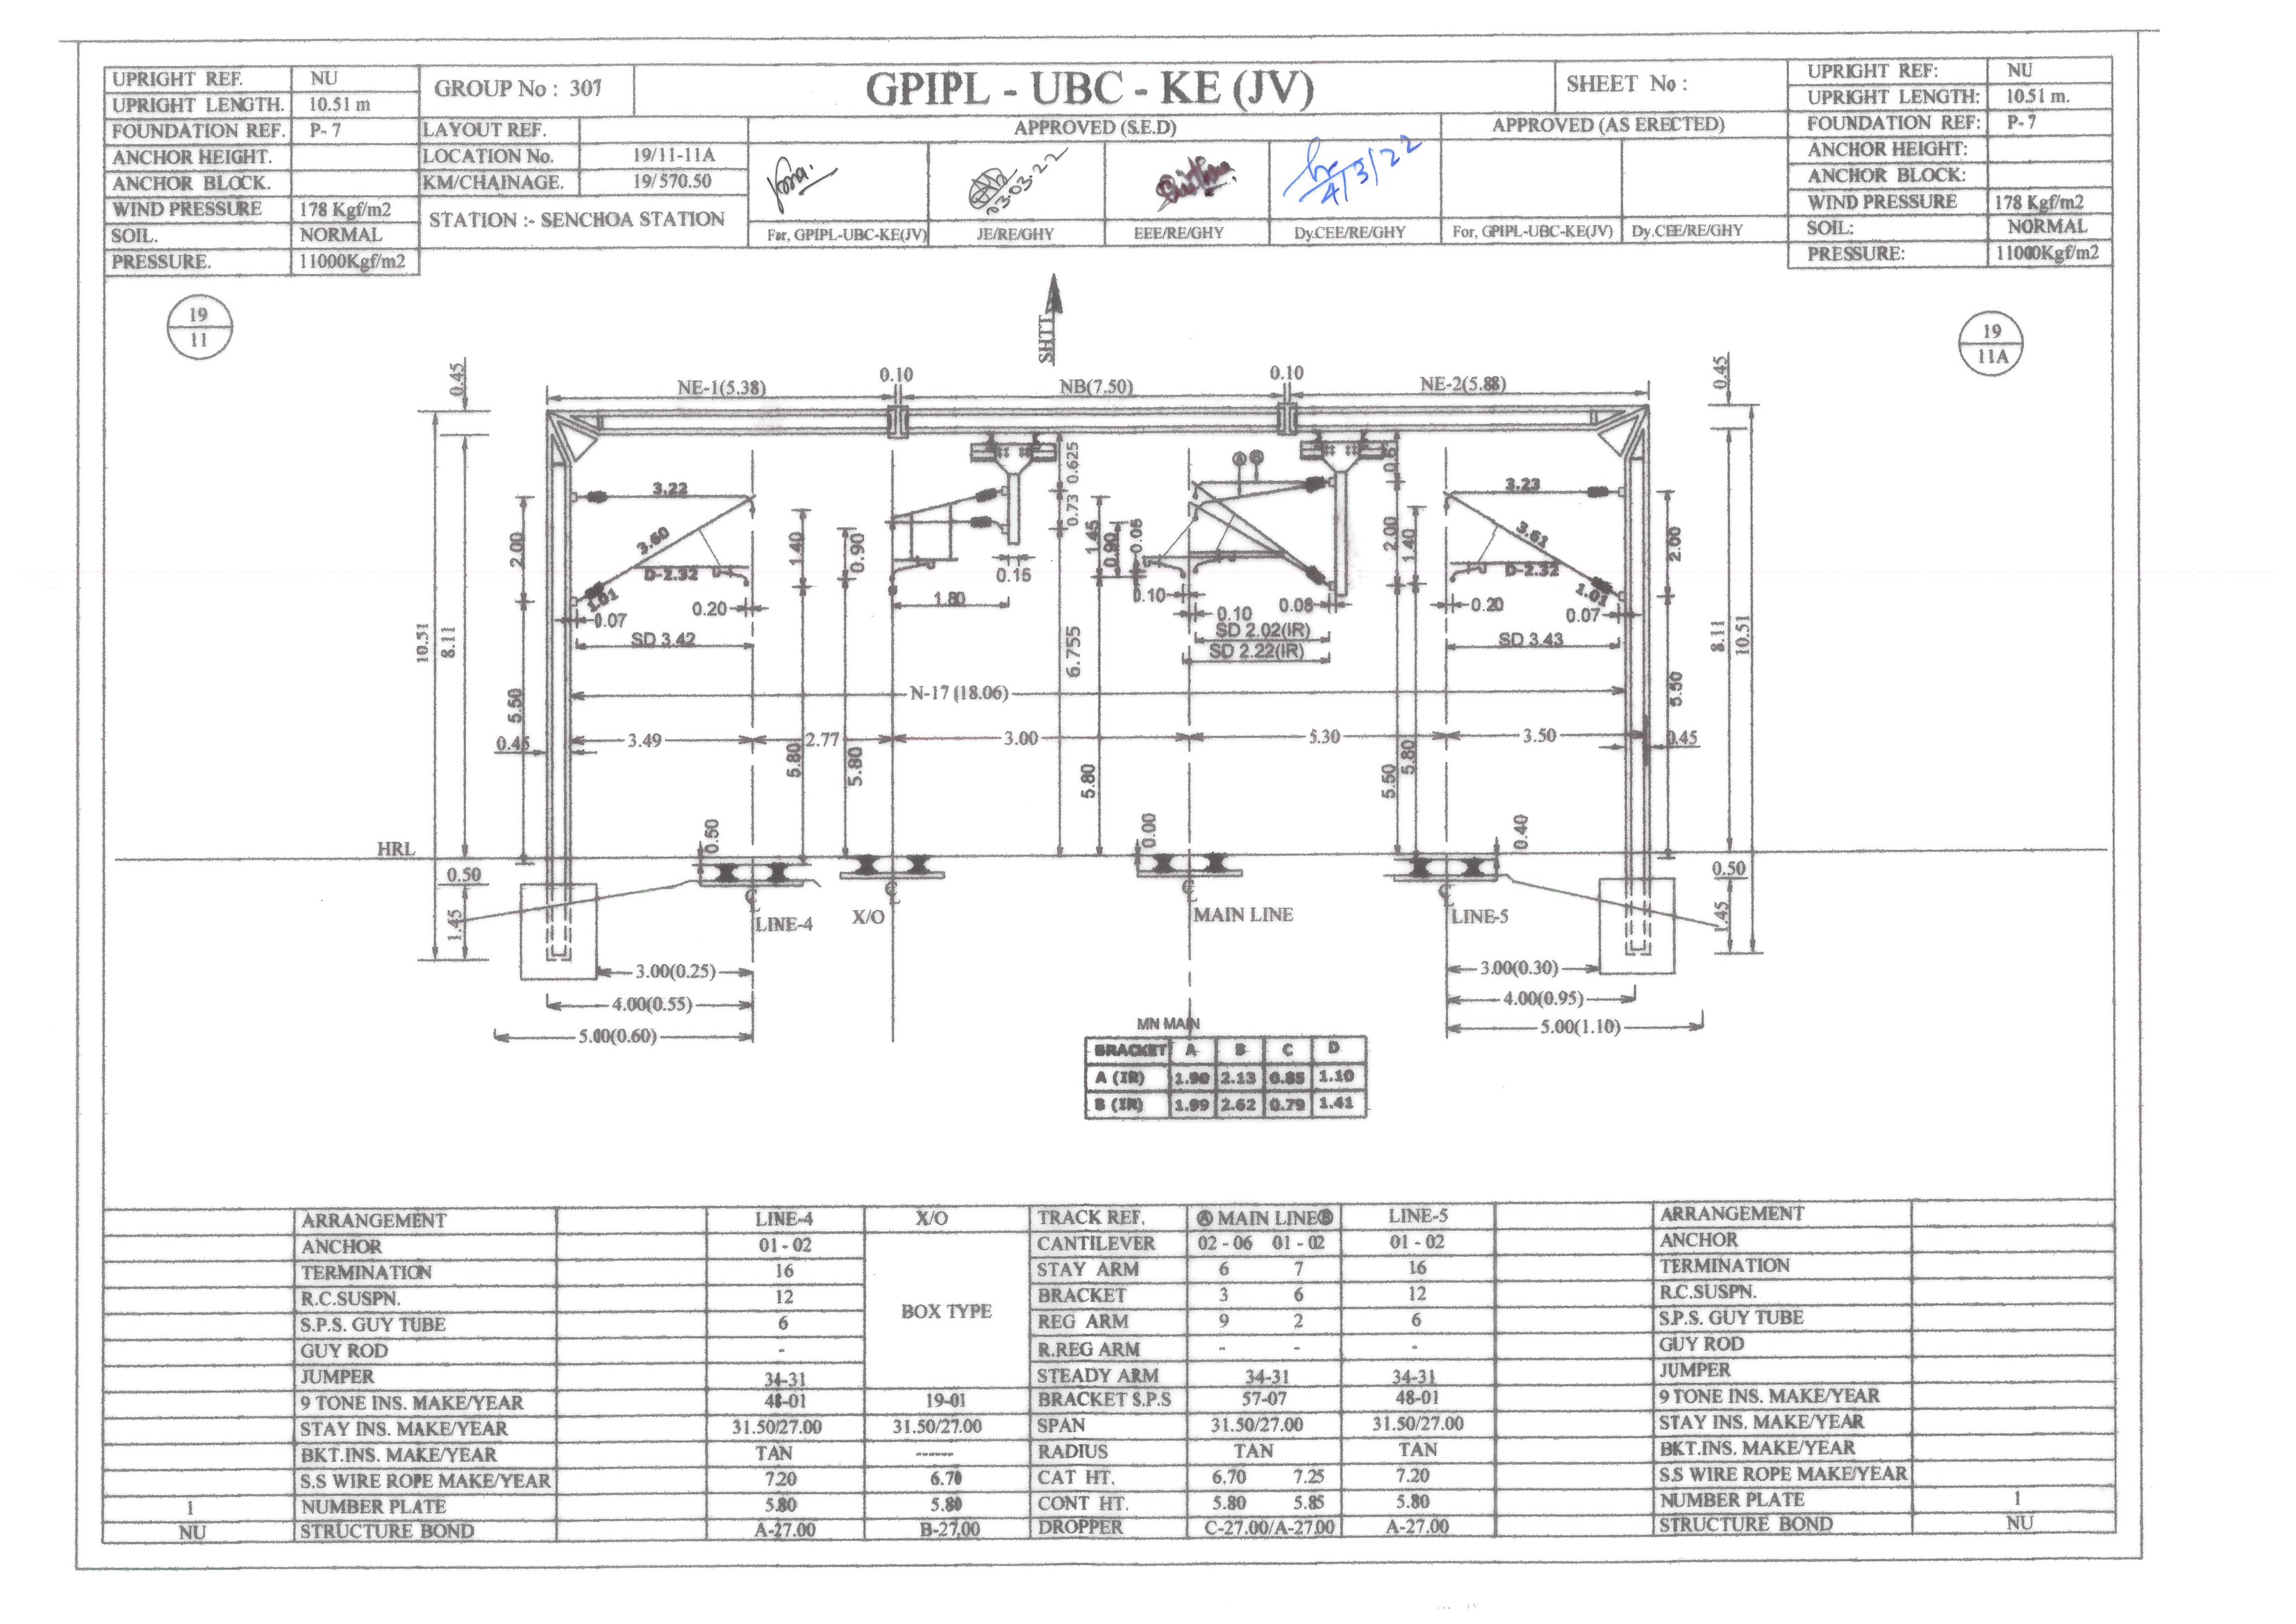 UPRIGHT REF. NU
UPRIGHT LENGTH. 10.51 m
FOUNDATION REF. P-7
ANCHOR HEIGHT.
ANCHOR BLOCK.
WIND PRESSURE 178 Kgf/m2
SOIL. NORMAL
PRESSURE. 11000Kgf/m2
GROUP No : 307
GPIPL - UBC - KE (JV)
SHEET No :
LAYOUT REF.
LOCATION No. 19/11-11A
KM/CHAINAGE. 19/570.50
STATION :- SENCHOA STATION
APPROVED (S.E.D)
APPROVED (AS ERECTED)
23-03-22
4/3/22
For, GPIPL-UBC-KE(JV) JE/RE/GHY EEE/RE/GHY Dy.CEE/RE/GHY For, GPIPL-UBC-KE(JV) Dy.CEE/RE/GHY
UPRIGHT REF: NU
UPRIGHT LENGTH: 10.51 m.
FOUNDATION REF: P-7
ANCHOR HEIGHT:
ANCHOR BLOCK:
WIND PRESSURE 178 Kgf/m2
SOIL: NORMAL
PRESSURE: 11000Kgf/m2
19
11
SHTT
19
11A
0.45
NE-1(5.38)
0.10
NB(7.50)
0.10
NE-2(5.88)
0.45
10.51
8.11
2.00
3.22
3.60
D-2.32
1.01
0.07
0.20
SD 3.42
1.40
0.90
1.80
0.15
0.625
0.73
6.755
1.45
0.90
0.05
0.10
0.10
0.08
SD 2.02(IR)
SD 2.22(IR)
A B
2.00
1.40
3.23
3.61
D-2.32
1.01
0.20
0.07
SD 3.43
2.00
8.11
10.51
N-17 (18.06)
5.50
0.45
3.49
2.77
3.00
5.30
3.50
0.45
5.80
5.80
5.80
5.50
5.80
5.50
HRL
0.50
0.50
0.00
0.40
0.50
1.45
1.45
LINE-4
X/O
MAIN LINE
LINE-5
3.00(0.25)
4.00(0.55)
5.00(0.60)
3.00(0.30)
4.00(0.95)
5.00(1.10)
MN MAIN
BRACKET A B C D
A (IR) 1.90 2.13 0.85 1.10
B (IR) 1.99 2.62 0.79 1.41
ARRANGEMENT LINE-4 X/O TRACK REF. A MAIN LINE B LINE-5 ARRANGEMENT
ANCHOR 01 - 02 CANTILEVER 02 - 06 01 - 02 01 - 02 ANCHOR
TERMINATION 16 STAY ARM 6 7 16 TERMINATION
R.C.SUSPN. 12 BOX TYPE BRACKET 3 6 12 R.C.SUSPN.
S.P.S. GUY TUBE 6 REG ARM 9 2 6 S.P.S. GUY TUBE
GUY ROD - R.REG ARM - - - GUY ROD
JUMPER 34-31 STEADY ARM 34-31 34-31 JUMPER
9 TONE INS. MAKE/YEAR 48-01 19-01 BRACKET S.P.S 57-07 48-01 9 TONE INS. MAKE/YEAR
STAY INS. MAKE/YEAR 31.50/27.00 31.50/27.00 SPAN 31.50/27.00 31.50/27.00 STAY INS. MAKE/YEAR
BKT.INS. MAKE/YEAR TAN ------ RADIUS TAN TAN BKT.INS. MAKE/YEAR
S.S WIRE ROPE MAKE/YEAR 7.20 6.70 CAT HT. 6.70 7.25 7.20 S.S WIRE ROPE MAKE/YEAR
1 NUMBER PLATE 5.80 5.80 CONT HT. 5.80 5.85 5.80 NUMBER PLATE 1
NU STRUCTURE BOND A-27.00 B-27.00 DROPPER C-27.00/A-27.00 A-27.00 STRUCTURE BOND NU